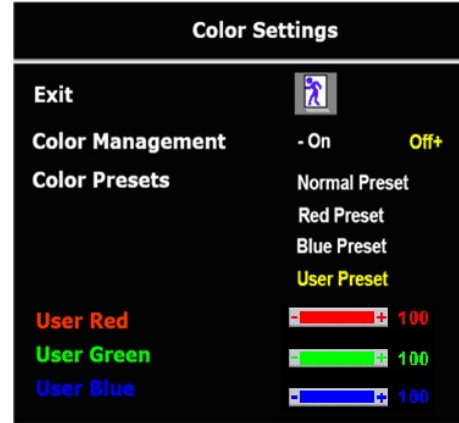 Color Settings
Exit
Color Management - On Off+
Color Presets Normal Preset
Red Preset
Blue Preset
User Preset
User Red - + 100
User Green - + 100
User Blue - + 100